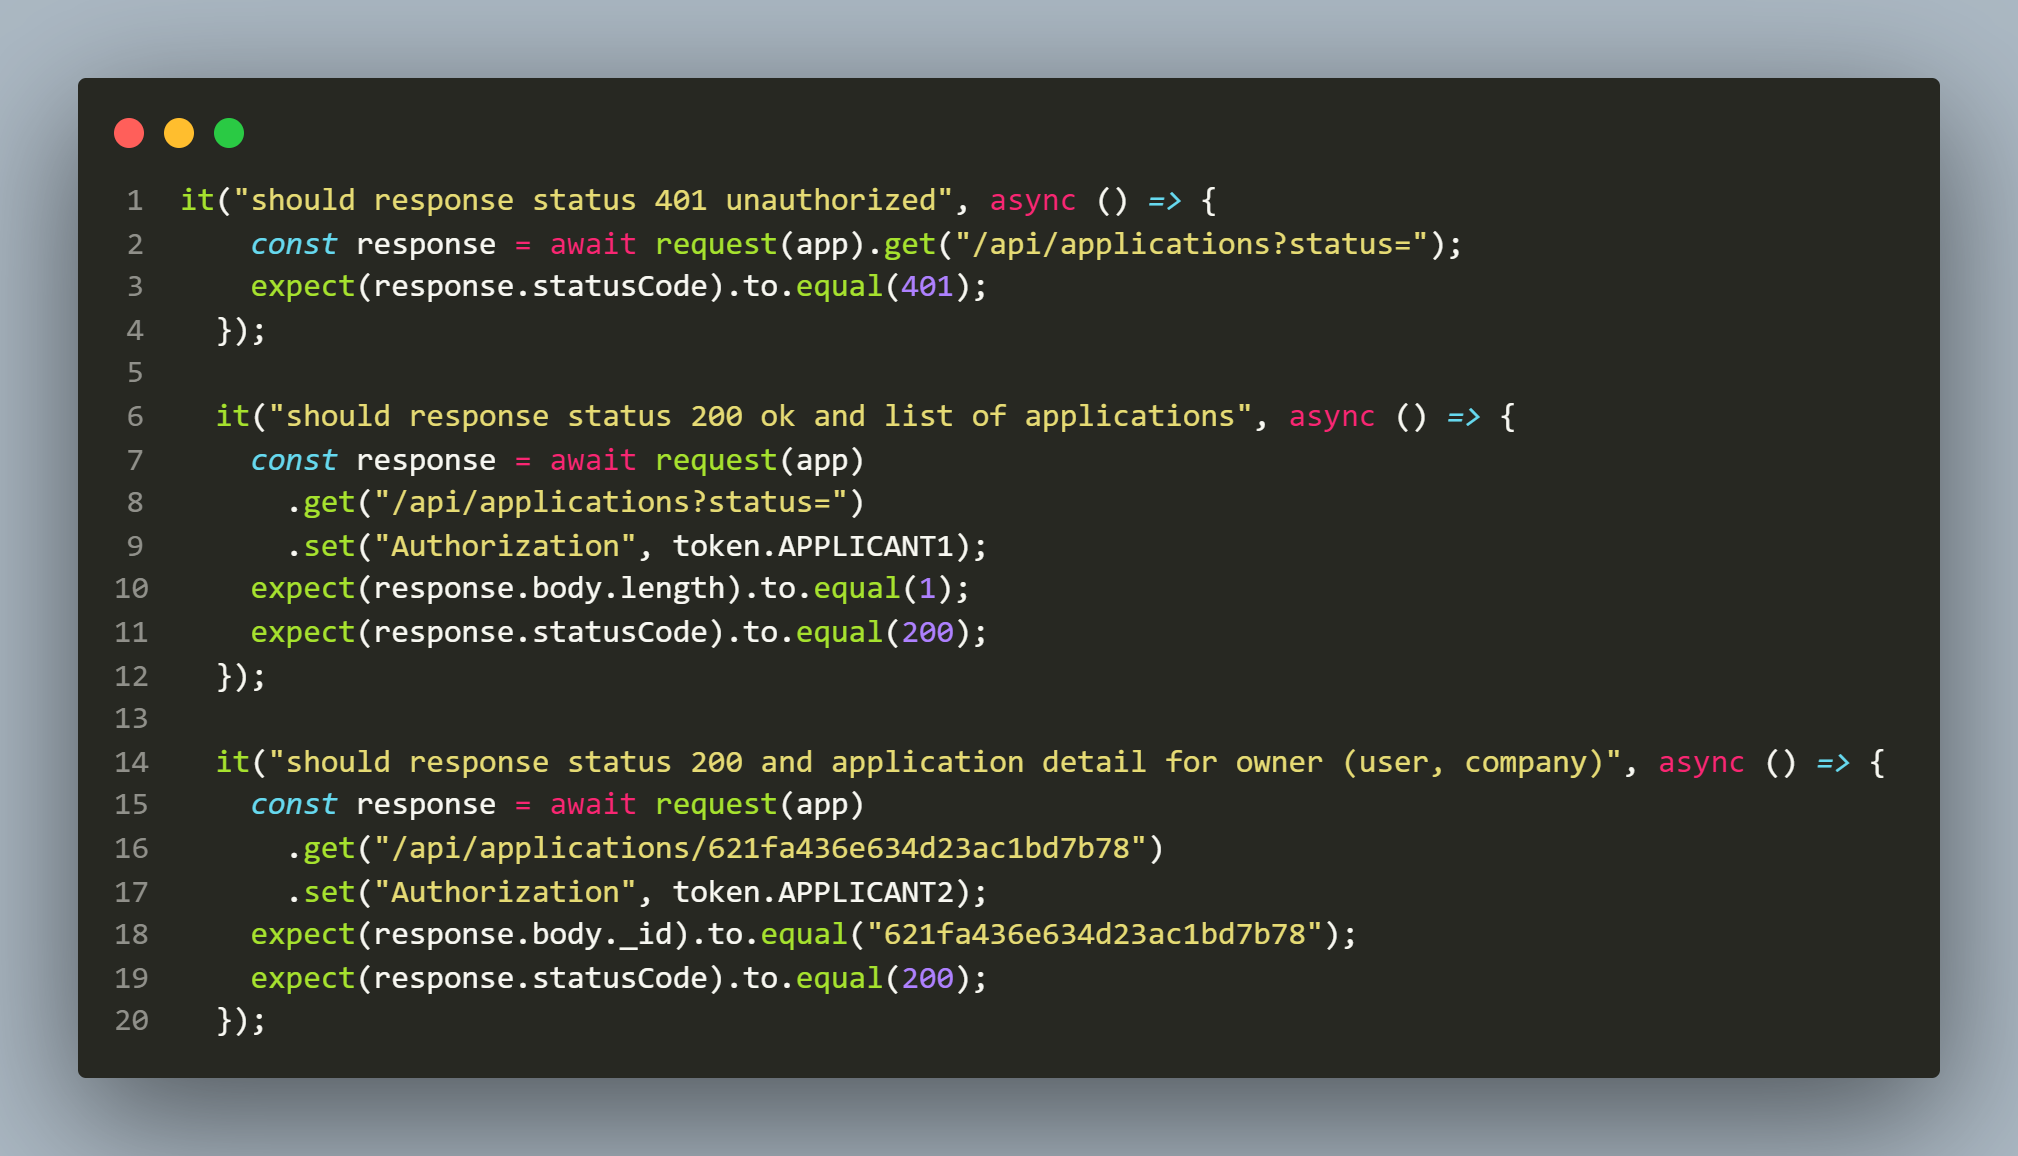 1 it("should response status 401 unauthorized", async () => {
2     const response = await request(app).get("/api/applications?status=");
3     expect(response.statusCode).to.equal(401);
4   });
5
6   it("should response status 200 ok and list of applications", async () => {
7     const response = await request(app)
8       .get("/api/applications?status=")
9       .set("Authorization", token.APPLICANT1);
10     expect(response.body.length).to.equal(1);
11     expect(response.statusCode).to.equal(200);
12   });
13
14   it("should response status 200 and application detail for owner (user, company)", async () => {
15     const response = await request(app)
16       .get("/api/applications/621fa436e634d23ac1bd7b78")
17       .set("Authorization", token.APPLICANT2);
18     expect(response.body._id).to.equal("621fa436e634d23ac1bd7b78");
19     expect(response.statusCode).to.equal(200);
20   });